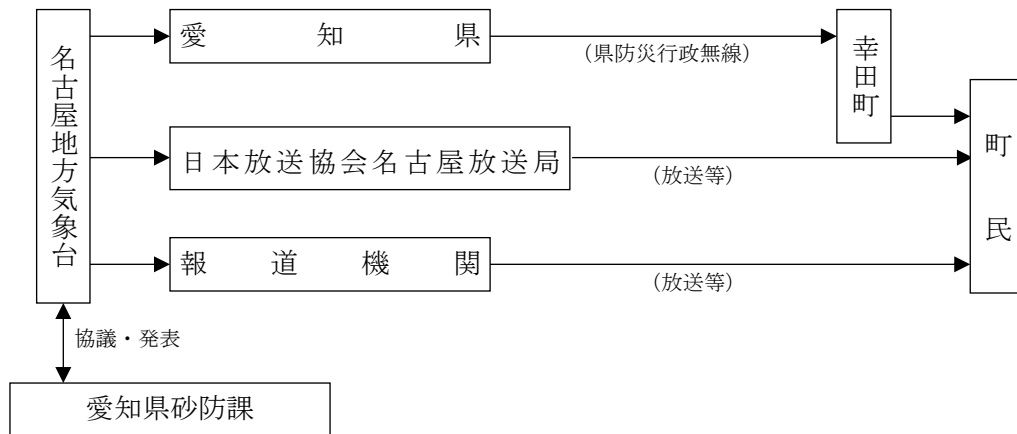 名古屋地方気象台
愛知県
(県防災行政無線)
幸田町
日本放送協会名古屋放送局
(放送等)
町民
報道機関
(放送等)
協議・発表
愛知県砂防課